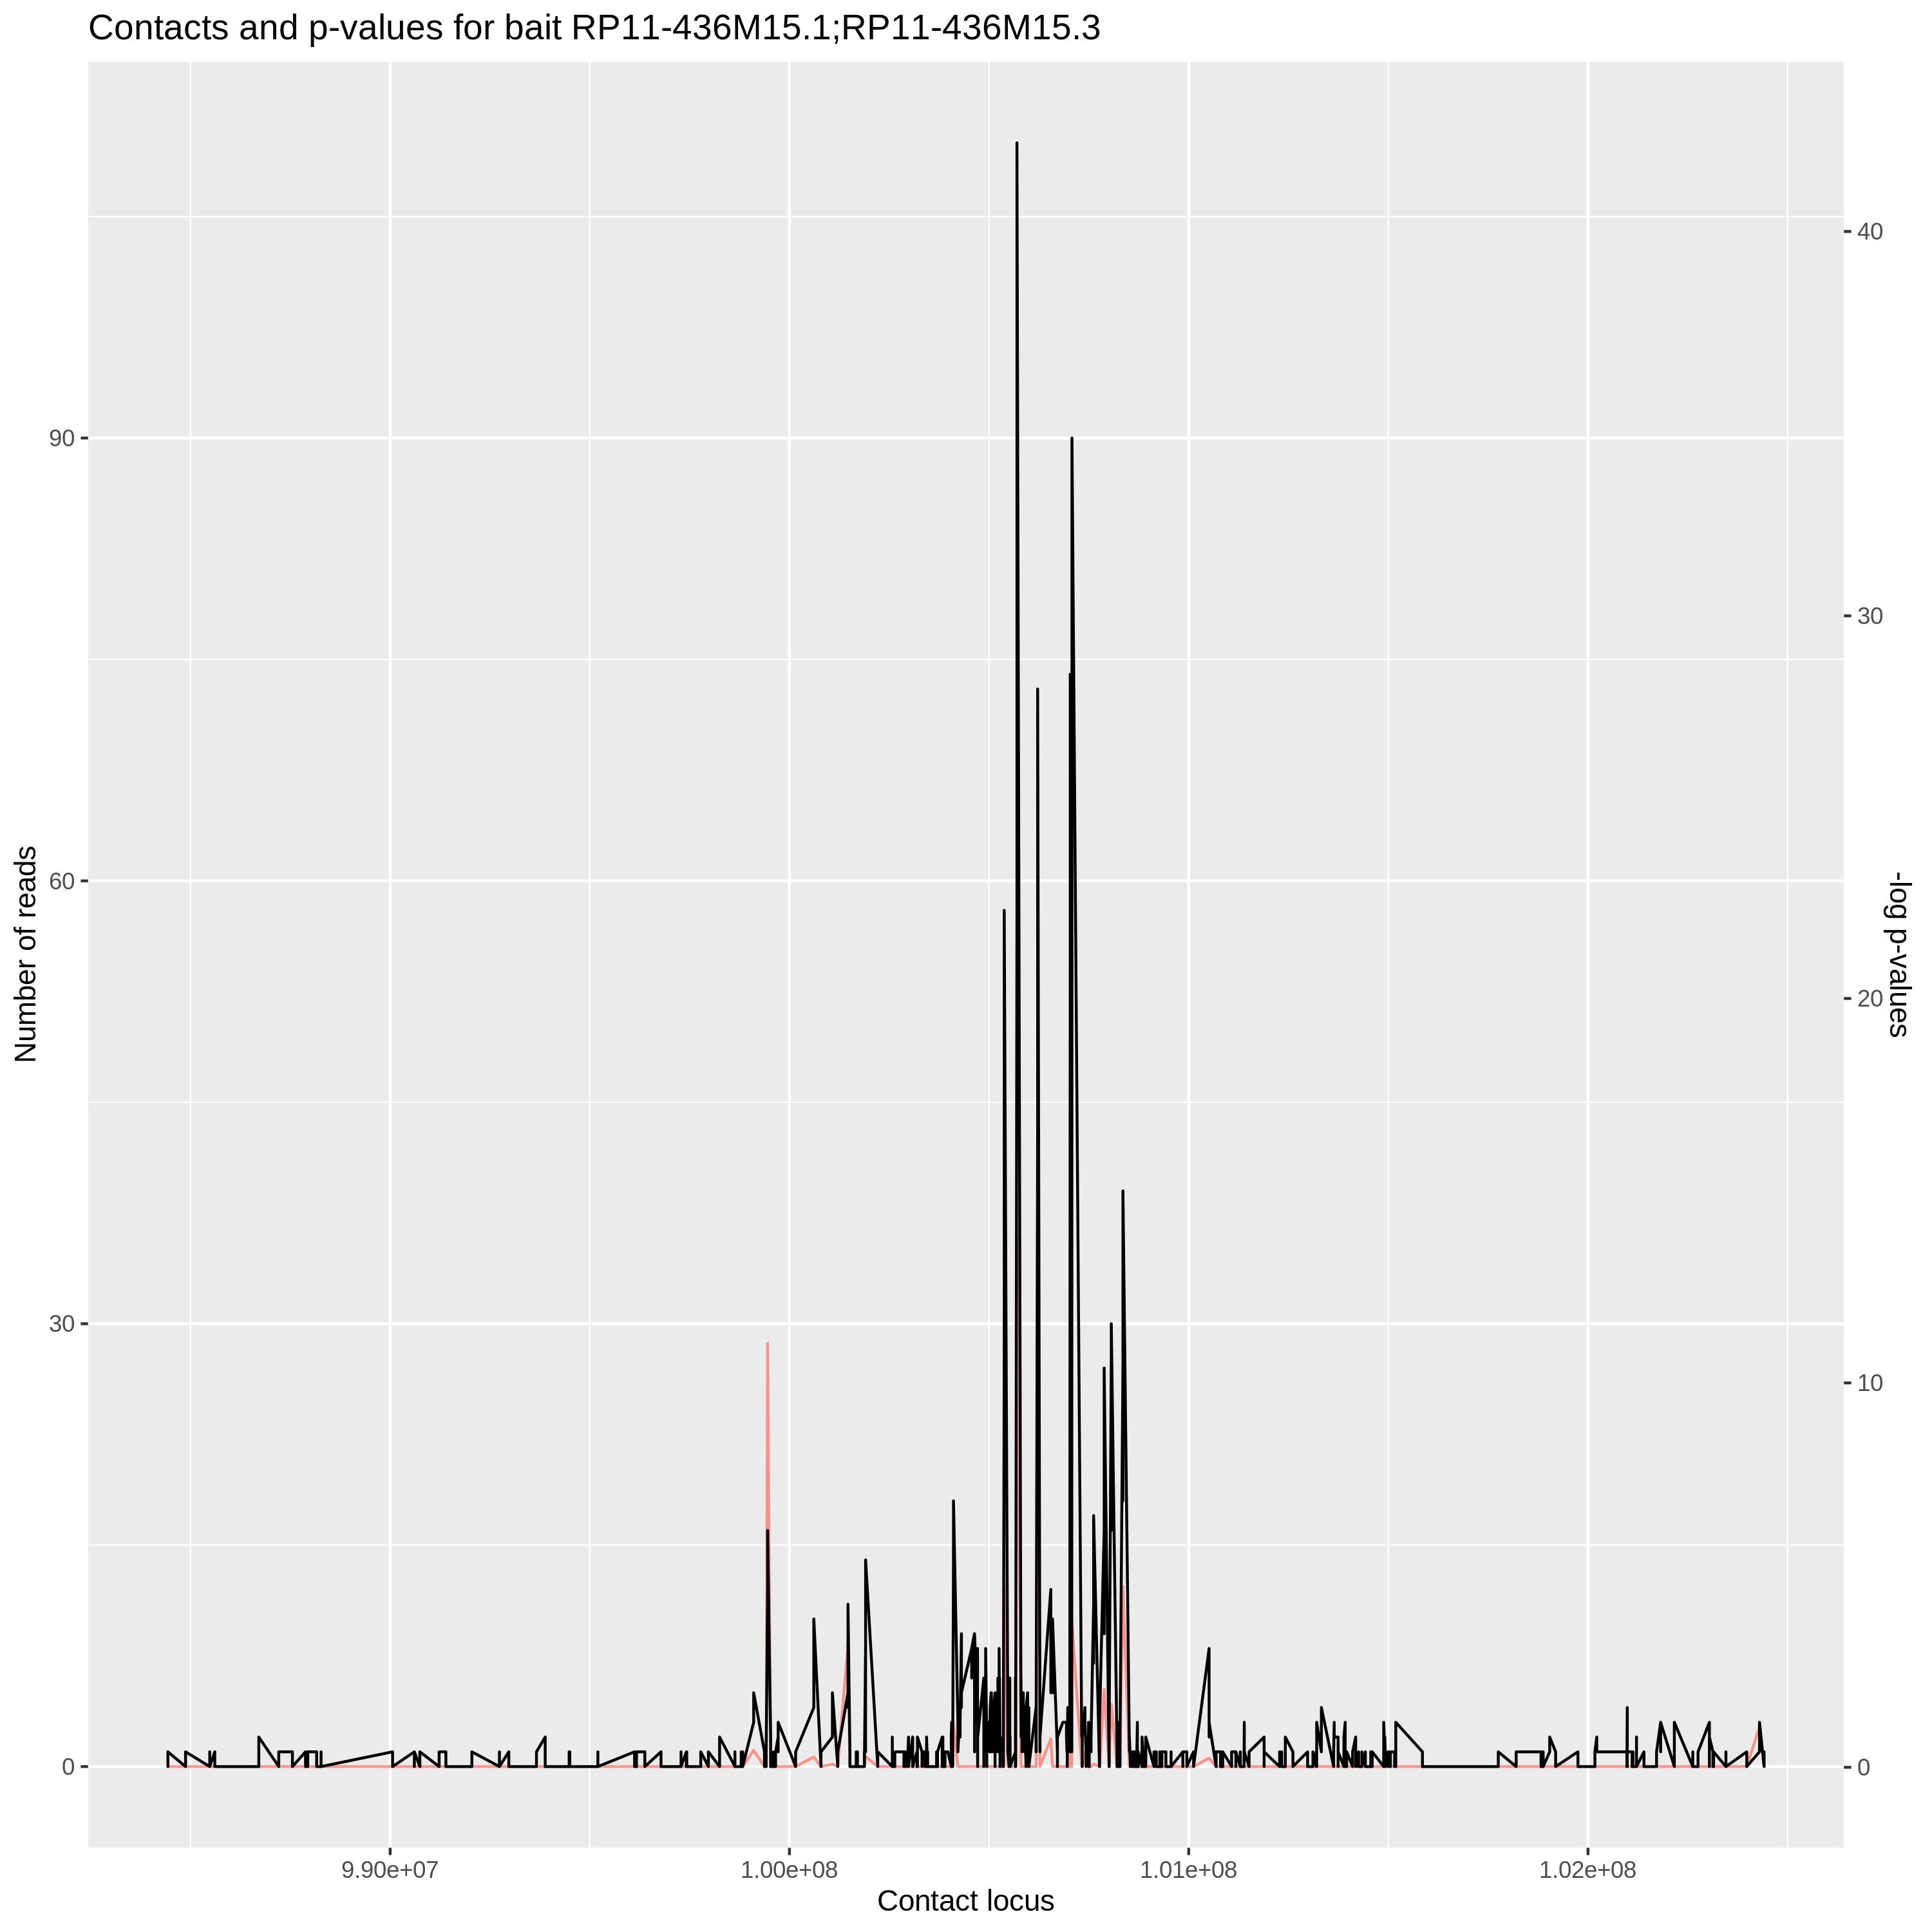 Contacts and p-values for bait RP11-436M15.1;RP11-436M15.3
40
90
30
60
Number of reads
-log p-values
20
30
10
0
0
9.90e+07
1.00e+08
1.01e+08
1.02e+08
Contact locus